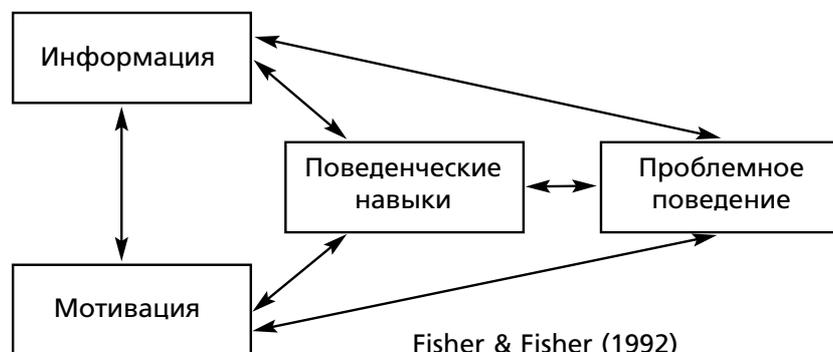 Информация
Поведенческие
навыки
Проблемное
поведение
Мотивация
Fisher & Fisher (1992)